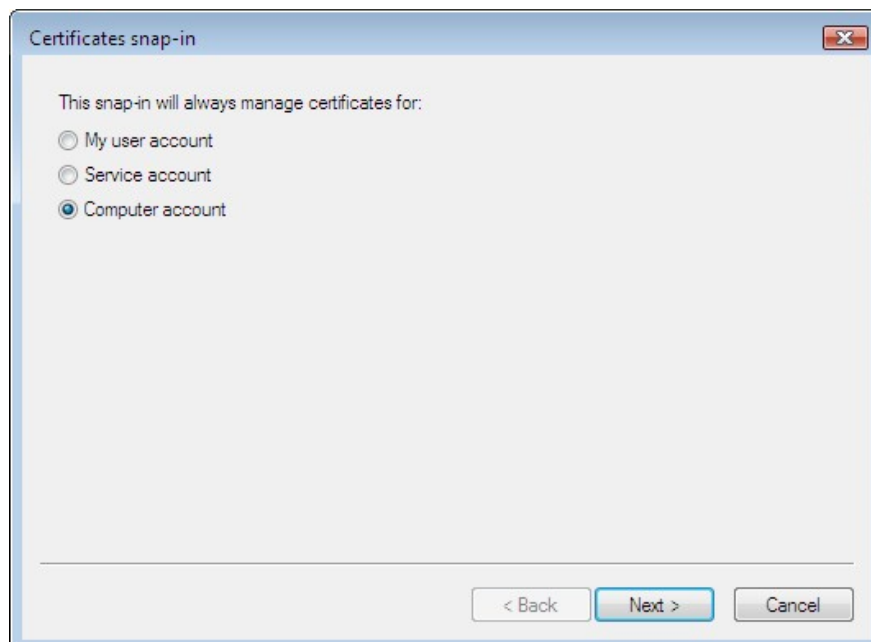 Certificates snap-in
This snap-in will always manage certificates for:
My user account
Service account
Computer account
< Back
Next >
Cancel